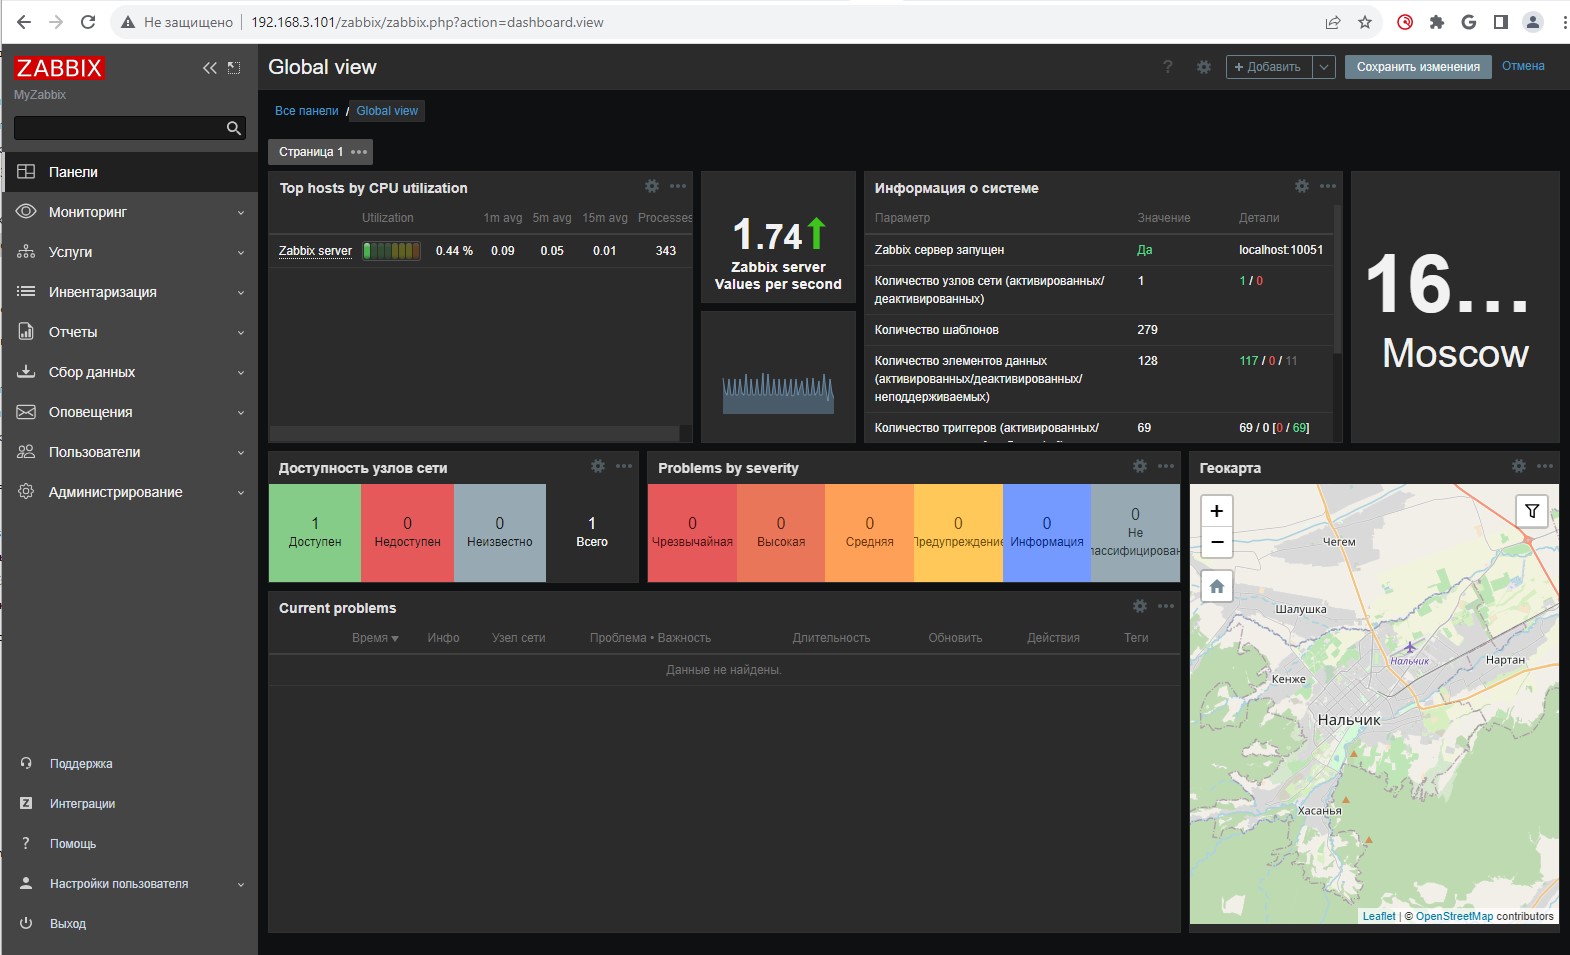 Не защищено
192.168.3.101/zabbix/zabbix.php?action=dashboard.view
ZABBIX
MyZabbix
Панели
Мониторинг
Услуги
Инвентаризация
Отчеты
Сбор данных
Оповещения
Пользователи
Администрирование
Поддержка
Z Интеграции
? Помощь
Настройки пользователя
Выход
Global view
?
+ Добавить
Сохранить изменения
Отмена
Все панели / Global view
Страница 1
Top hosts by CPU utilization
Utilization 1m avg 5m avg 15m avg Processes
Zabbix server 0.44 % 0.09 0.05 0.01 343
1.74
Zabbix server
Values per second
Информация о системе
Параметр Значение Детали
Zabbix сервер запущен Да localhost:10051
Количество узлов сети (активированных/
деактивированных) 1 1 / 0
Количество шаблонов 279
Количество элементов данных
(активированных/деактивированных/
неподдерживаемых) 128 117 / 0 / 11
Количество триггеров (активированных/ 69 69 / 0 [0 / 69]
16...
Moscow
Доступность узлов сети
1
Доступен
0
Недоступен
0
Неизвестно
1
Всего
Problems by severity
0
Чрезвычайная
0
Высокая
0
Средняя
0
Предупреждение
0
Информация
0
Не
лассифицирован
Геокарта
+
−
Чегем
Шалушка
Нальчик
Нартан
Кенже
Нальчик
Хасанья
Leaflet | © OpenStreetMap contributors
Current problems
Время Инфо Узел сети Проблема • Важность Длительность Обновить Действия Теги
Данные не найдены.